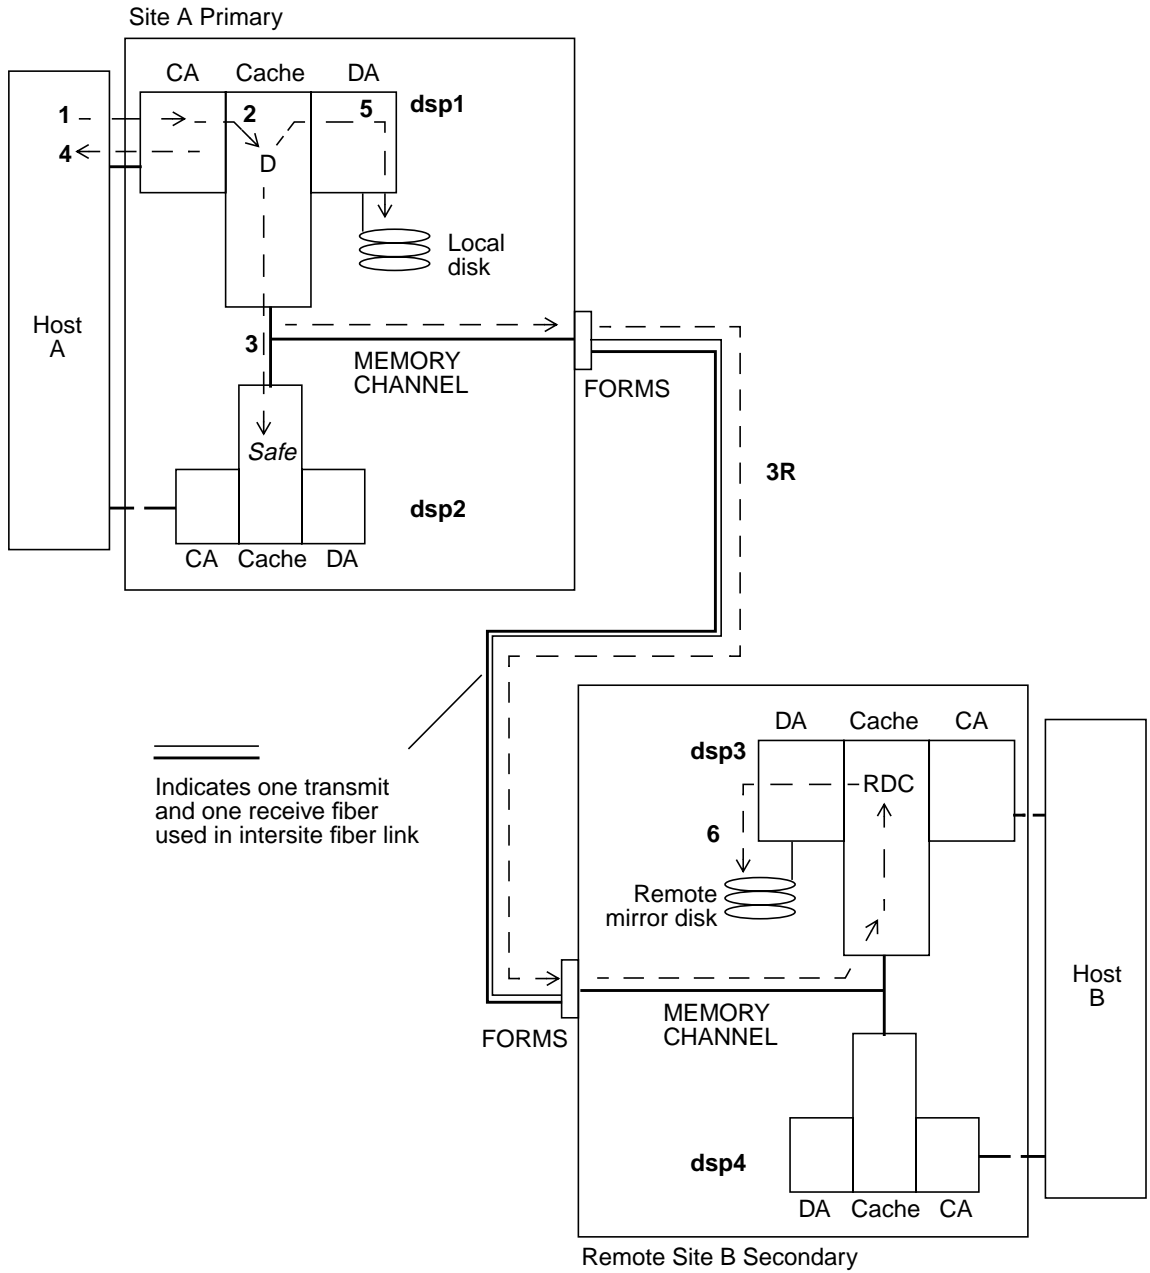 Site A Primary
CA Cache DA
dsp1
1
2
5
4
D
Local
disk
Host
A
3
MEMORY
CHANNEL
FORMS
Safe
3R
dsp2
CA Cache DA
DA Cache CA
dsp3
RDC
Indicates one transmit
and one receive fiber
used in intersite fiber link
6
Remote
mirror disk
Host
B
MEMORY
CHANNEL
FORMS
dsp4
DA Cache CA
Remote Site B Secondary